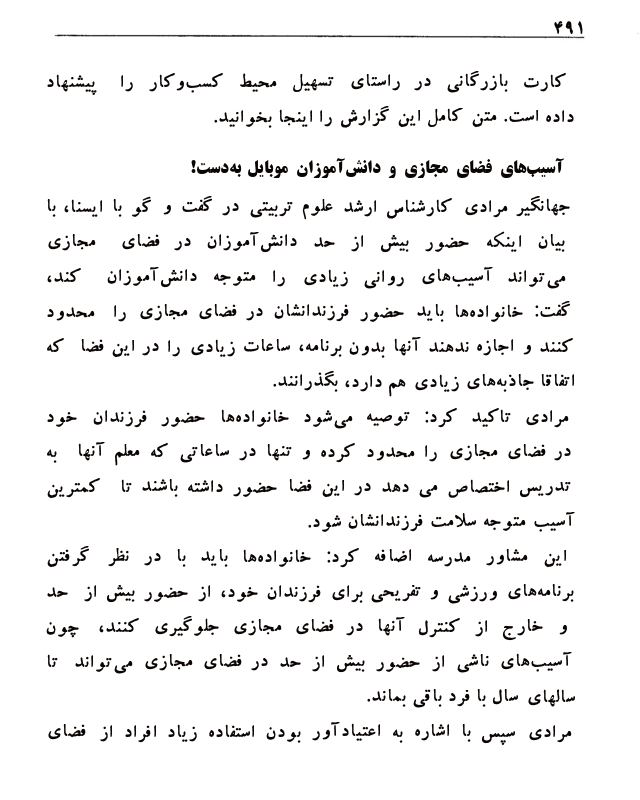 ۴۹۱
کارت بازرگانی در راستای تسهیل محیط کسب‌وکار را پیشنهاد
داده است. متن کامل این گزارش را اینجا بخوانید.
آسیب‌های فضای مجازی و دانش‌آموزان موبایل به‌دست!
جهانگیر مرادی کارشناس ارشد علوم تربیتی در گفت و گو با ایسنا، با
بیان اینکه حضور بیش از حد دانش‌آموزان در فضای مجازی
می‌تواند آسیب‌های روانی زیادی را متوجه دانش‌آموزان کند،
گفت: خانواده‌ها باید حضور فرزندانشان در فضای مجازی را محدود
کنند و اجازه ندهند آنها بدون برنامه، ساعات زیادی را در این فضا که
اتفاقا جاذبه‌های زیادی هم دارد، بگذرانند.
مرادی تاکید کرد: توصیه می‌شود خانواده‌ها حضور فرزندان خود
در فضای مجازی را محدود کرده و تنها در ساعاتی که معلم آنها به
تدریس اختصاص می دهد در این فضا حضور داشته باشند تا کمترین
آسیب متوجه سلامت فرزندانشان شود.
این مشاور مدرسه اضافه کرد: خانواده‌ها باید با در نظر گرفتن
برنامه‌های ورزشی و تفریحی برای فرزندان خود، از حضور بیش از حد
و خارج از کنترل آنها در فضای مجازی جلوگیری کنند، چون
آسیب‌های ناشی از حضور بیش از حد در فضای مجازی می‌تواند تا
سالهای سال با فرد باقی بماند.
مرادی سپس با اشاره به اعتیادآور بودن استفاده زیاد افراد از فضای